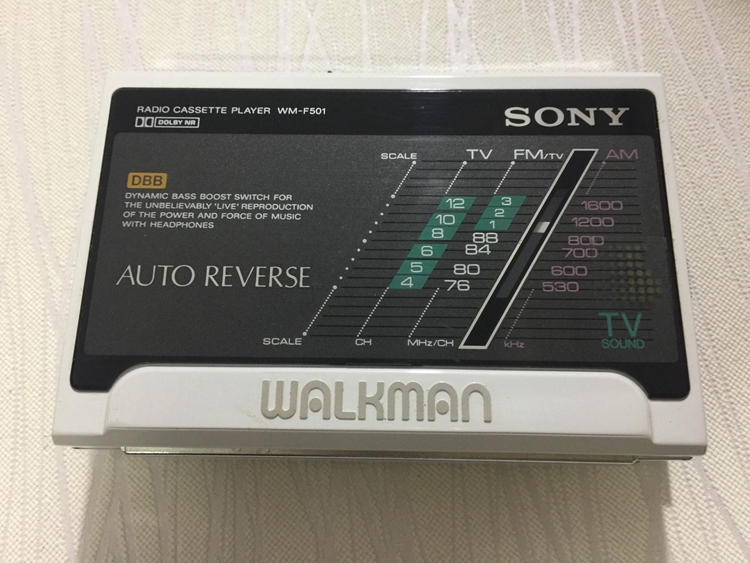 RADIO CASSETTE PLAYER WM-F501
DOLBY NR
SONY
DBB
DYNAMIC BASS BOOST SWITCH FOR
THE UNBELIEVABLY 'LIVE' REPRODUCTION
OF THE POWER AND FORCE OF MUSIC
WITH HEADPHONES
AUTO REVERSE
SCALE TV FM/TV AM
12 3 1600
10 2 1200
8 1
88 800
6 84 700
5 80 600
4 76 530
SCALE CH MHz/CH kHz
TV
SOUND
WALKMAN